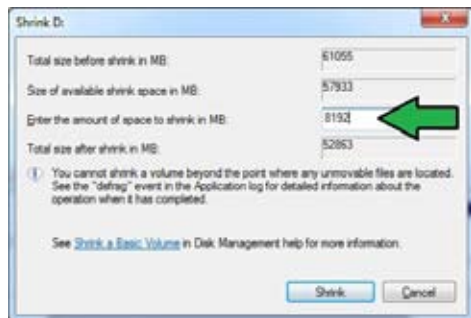 Shrink D:
Total size before shrink in MB: 61055
Size of available shrink space in MB: 57933
Enter the amount of space to shrink in MB: 8192
Total size after shrink in MB: 52863
You cannot shrink a volume beyond the point where any unmovable files are located.
See the "defrag" event in the Application log for detailed information about the
operation when it has completed.
See Shrink a Basic Volume in Disk Management help for more information.
Shrink Cancel